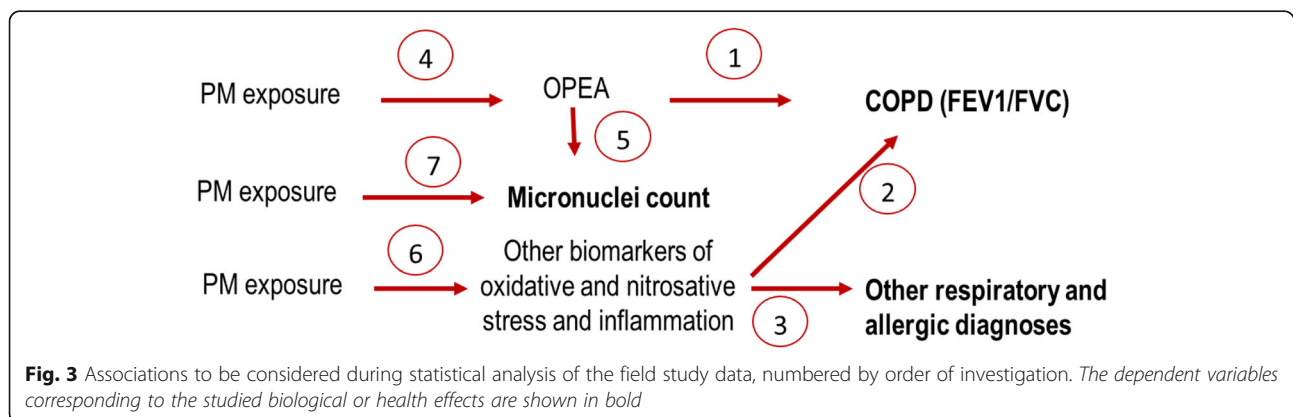 4
1
PM exposure
OPEA
COPD (FEV1/FVC)
5
7
2
PM exposure
Micronuclei count
6
Other biomarkers of
PM exposure
oxidative and nitrosative
stress and inflammation
3
Other respiratory and
allergic diagnoses
Fig. 3 Associations to be considered during statistical analysis of the field study data, numbered by order of investigation. The dependent variables
corresponding to the studied biological or health effects are shown in bold